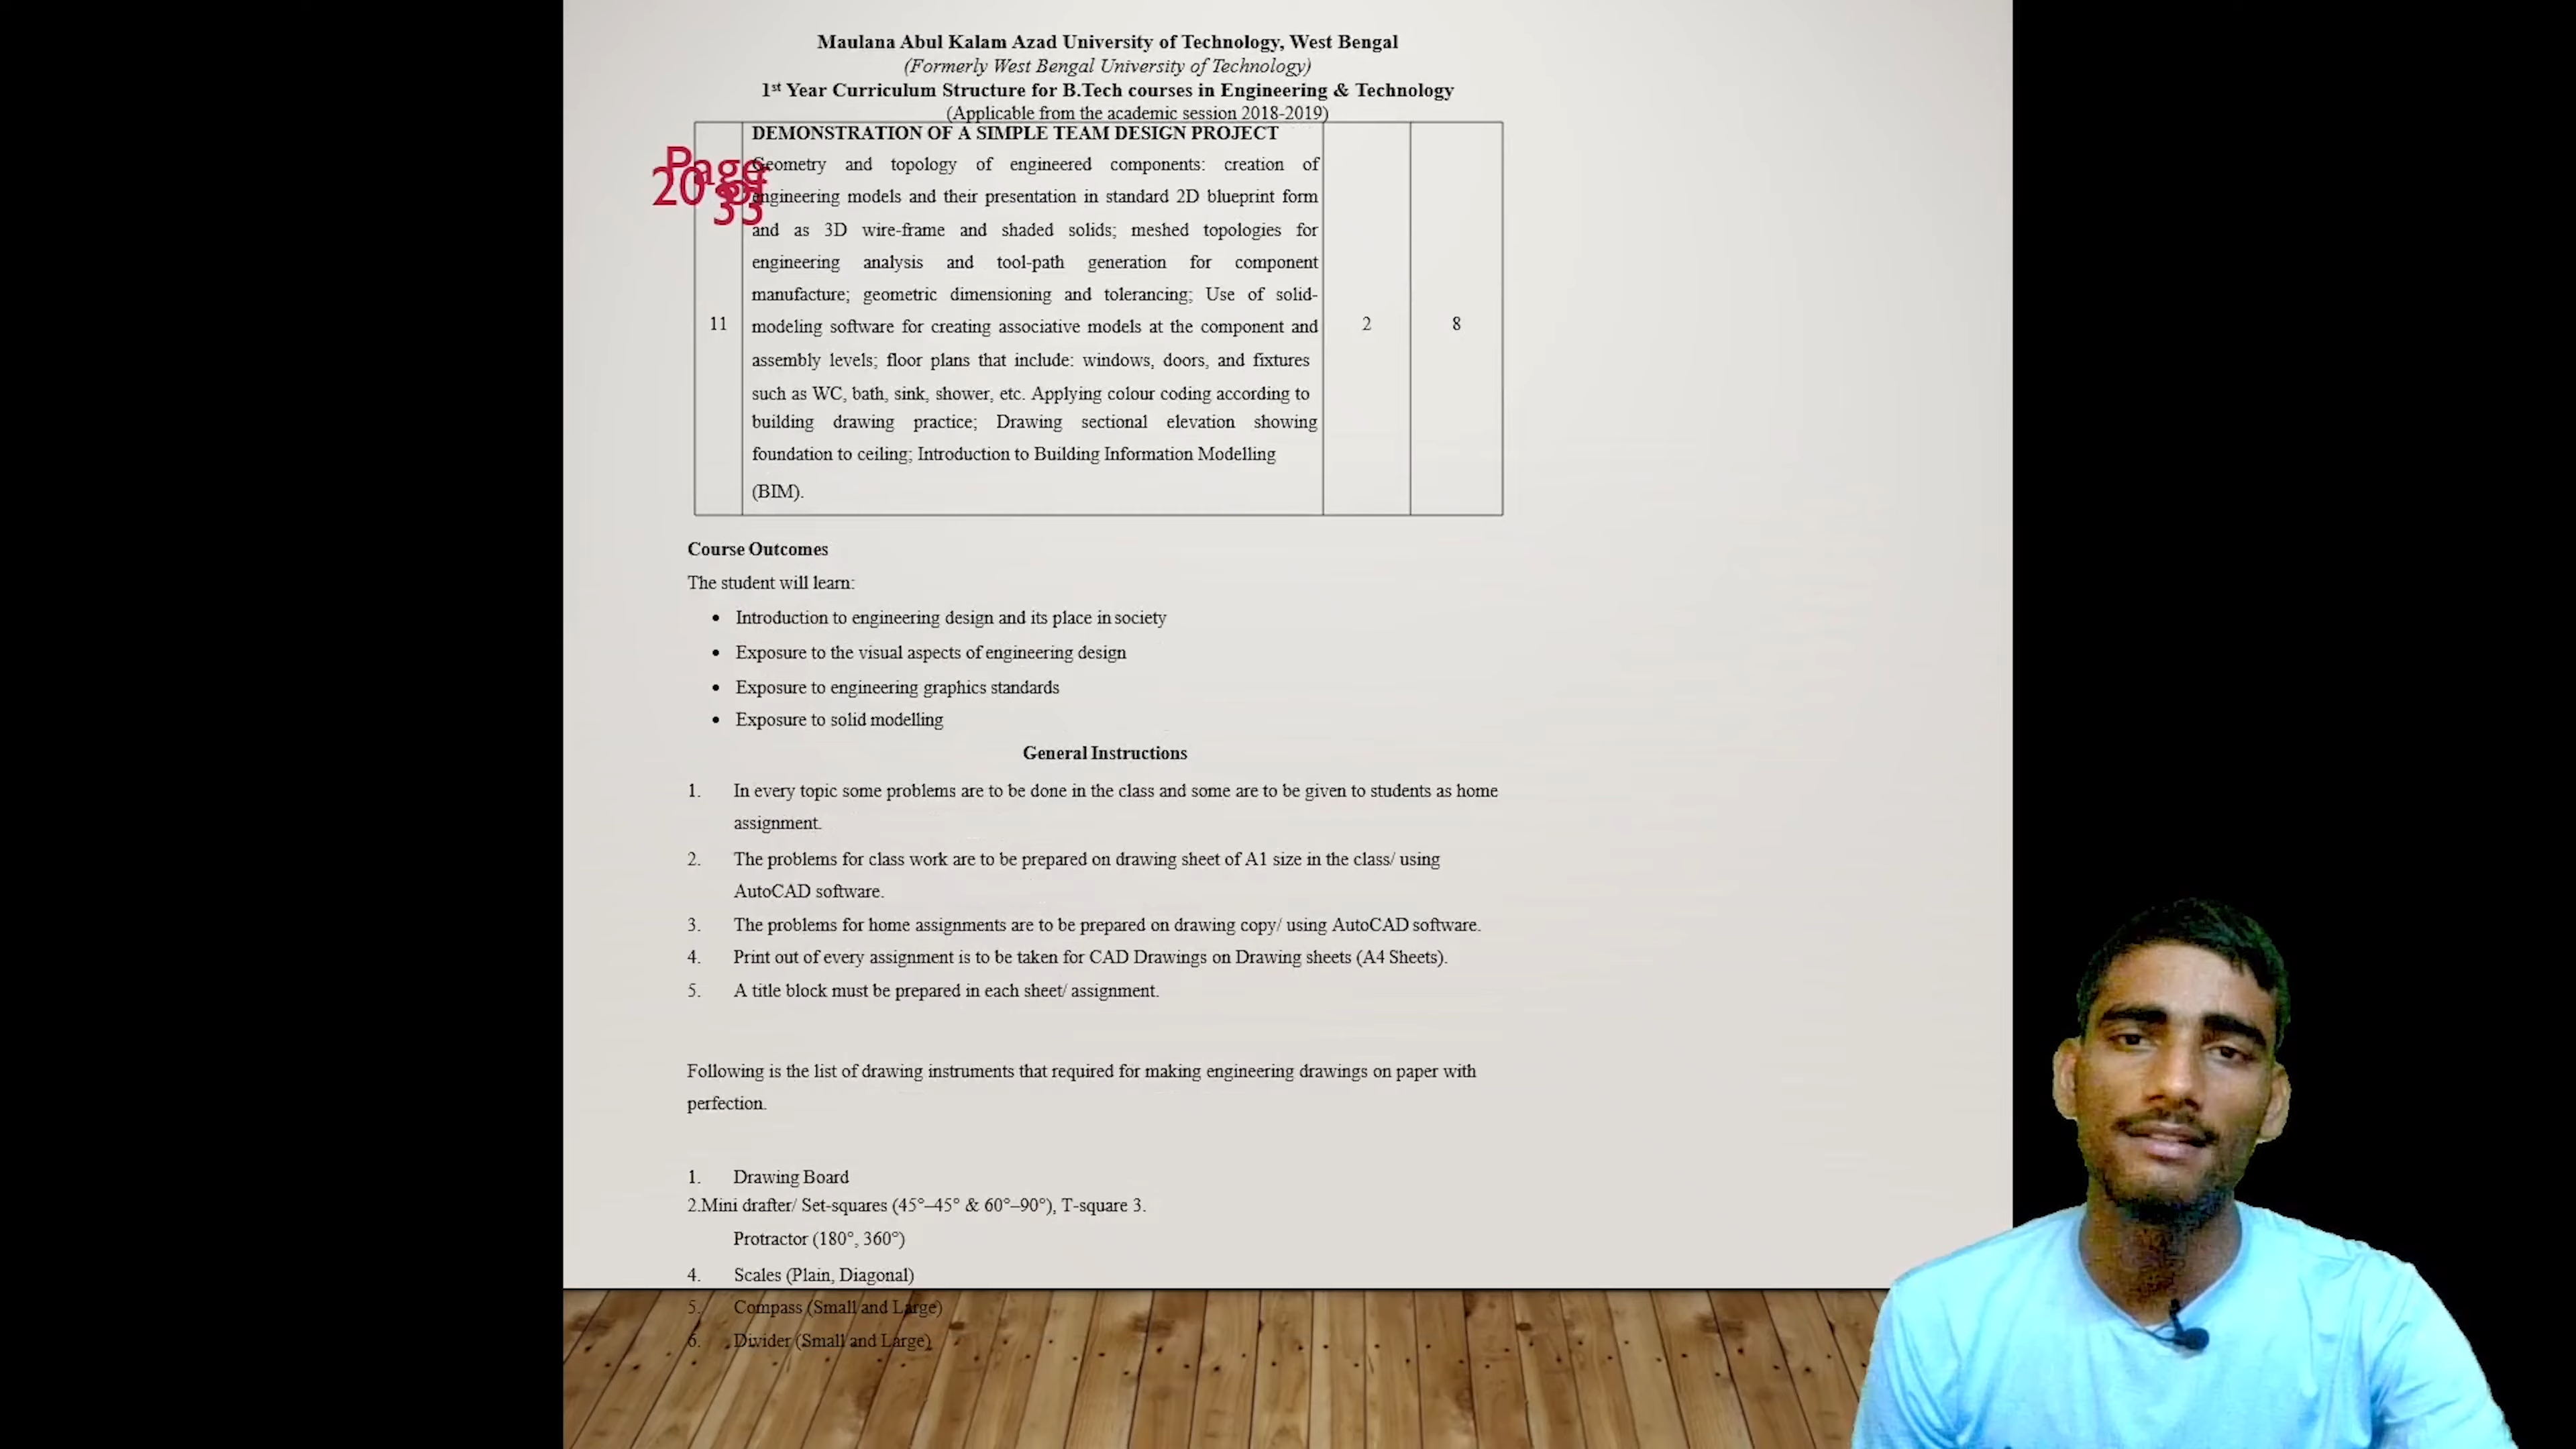 Maulana Abul Kalam Azad University of Technology, West Bengal
(Formerly West Bengal University of Technology)
1st Year Curriculum Structure for B.Tech courses in Engineering & Technology
(Applicable from the academic session 2018-2019)
Page
20 of
33
11
DEMONSTRATION OF A SIMPLE TEAM DESIGN PROJECT
Geometry and topology of engineered components: creation of
engineering models and their presentation in standard 2D blueprint form
and as 3D wire-frame and shaded solids; meshed topologies for
engineering analysis and tool-path generation for component
manufacture; geometric dimensioning and tolerancing; Use of solid-
modeling software for creating associative models at the component and
assembly levels; floor plans that include: windows, doors, and fixtures
such as WC, bath, sink, shower, etc. Applying colour coding according to
building drawing practice; Drawing sectional elevation showing
foundation to ceiling; Introduction to Building Information Modelling
(BIM).
2
8
Course Outcomes
The student will learn:
• Introduction to engineering design and its place in society
• Exposure to the visual aspects of engineering design
• Exposure to engineering graphics standards
• Exposure to solid modelling
General Instructions
1. In every topic some problems are to be done in the class and some are to be given to students as home
assignment.
2. The problems for class work are to be prepared on drawing sheet of A1 size in the class/ using
AutoCAD software.
3. The problems for home assignments are to be prepared on drawing copy/ using AutoCAD software.
4. Print out of every assignment is to be taken for CAD Drawings on Drawing sheets (A4 Sheets).
5. A title block must be prepared in each sheet/ assignment.
Following is the list of drawing instruments that required for making engineering drawings on paper with
perfection.
1. Drawing Board
2.Mini drafter/ Set-squares (45°–45° & 60°–90°), T-square 3.
Protractor (180°, 360°)
4. Scales (Plain, Diagonal)
5. Compass (Small and Large)
6. Divider (Small and Large)